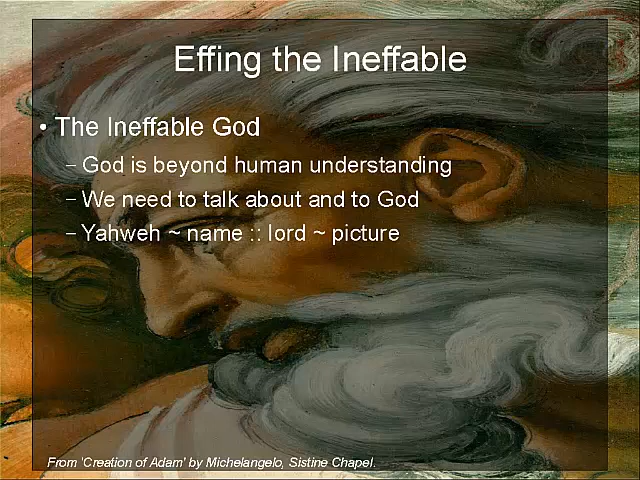 Effing the Ineffable
• The Ineffable God
– God is beyond human understanding
– We need to talk about and to God
– Yahweh ~ name :: lord ~ picture
From 'Creation of Adam' by Michelangelo, Sistine Chapel.